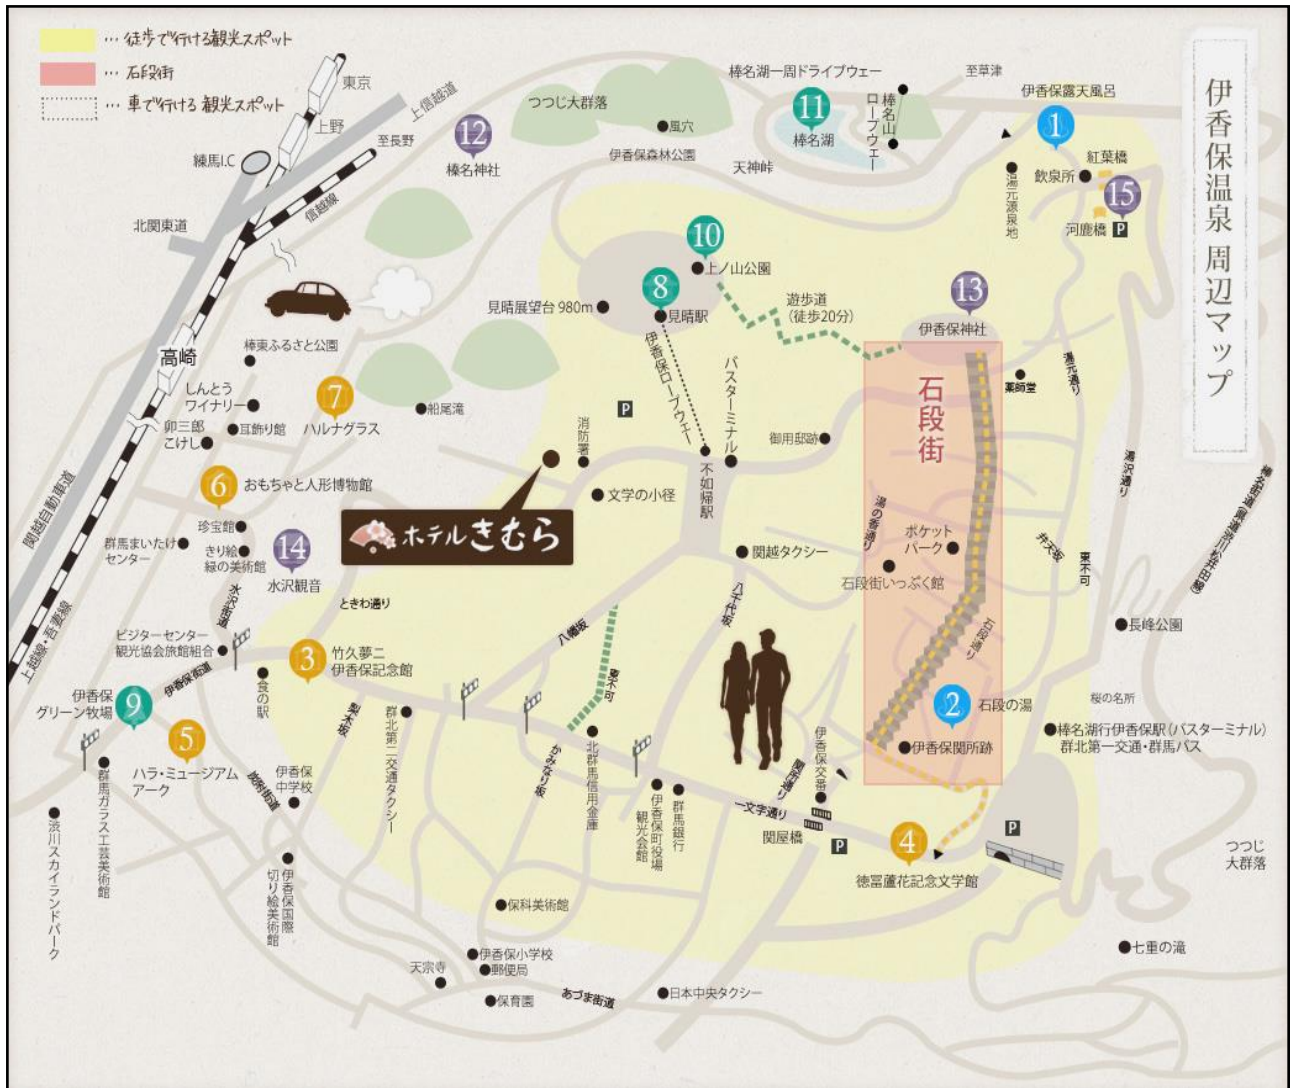 … 徒歩で行ける観光スポット
… 石段街
… 車で行ける観光スポット
伊香保温泉 周辺マップ
東京
上野
練馬I.C
上信越道
至長野
信越線
北関東道
高崎
関越自動車道
上越線・吾妻線
12
榛名神社
つつじ大群落
風穴
伊香保森林公園
天神峠
榛名湖一周ドライブウェー
11
榛名湖
榛名山
ロープウェー
至草津
伊香保露天風呂
1
湯元源泉地
飲泉所
紅葉橋
15
河鹿橋
P
10
上ノ山公園
8
見晴駅
見晴展望台 980m
伊香保ロープウェー
遊歩道
(徒歩20分)
13
伊香保神社
石段街
薬師堂
湯元通り
湯沢通り
榛東ふるさと公園
しんとう
ワイナリー
卯三郎
こけし
耳飾り館
7
ハルナグラス
船尾滝
6
おもちゃと人形博物館
珍宝館
群馬まいたけ
センター
きり絵
緑の美術館
14
水沢観音
水沢街道
P
消防署
バスターミナル
御用邸跡
文学の小径
不如帰駅
ホテルきむら
関越タクシー
湯の香通り
ポケット
パーク
石段街いっぷく館
石段通り
弁天坂
車不可
長峰公園
桜の名所
ときわ通り
八幡坂
八千代坂
車不可
ビジターセンター
観光協会旅館組合
伊香保街道
食の駅
3
竹久夢二
伊香保記念館
梨木坂
9
伊香保
グリーン牧場
5
ハラ・ミュージアム
アーク
群馬ガラス工芸美術館
渋川スカイランドパーク
伊香保
中学校
伊香保国際
切り絵美術館
群北第二交通タクシー
かみなり坂
北群馬信用金庫
伊香保町役場
観光会館
群馬銀行
一文字通り
関所通り
伊香保交番
関屋橋
P
2
石段の湯
伊香保関所跡
4
徳冨蘆花記念文学館
P
榛名湖行伊香保駅(バスターミナル)
群北第一交通・群馬バス
つつじ
大群落
七重の滝
保科美術館
伊香保小学校
郵便局
天宗寺
保育園
あづま街道
日本中央タクシー